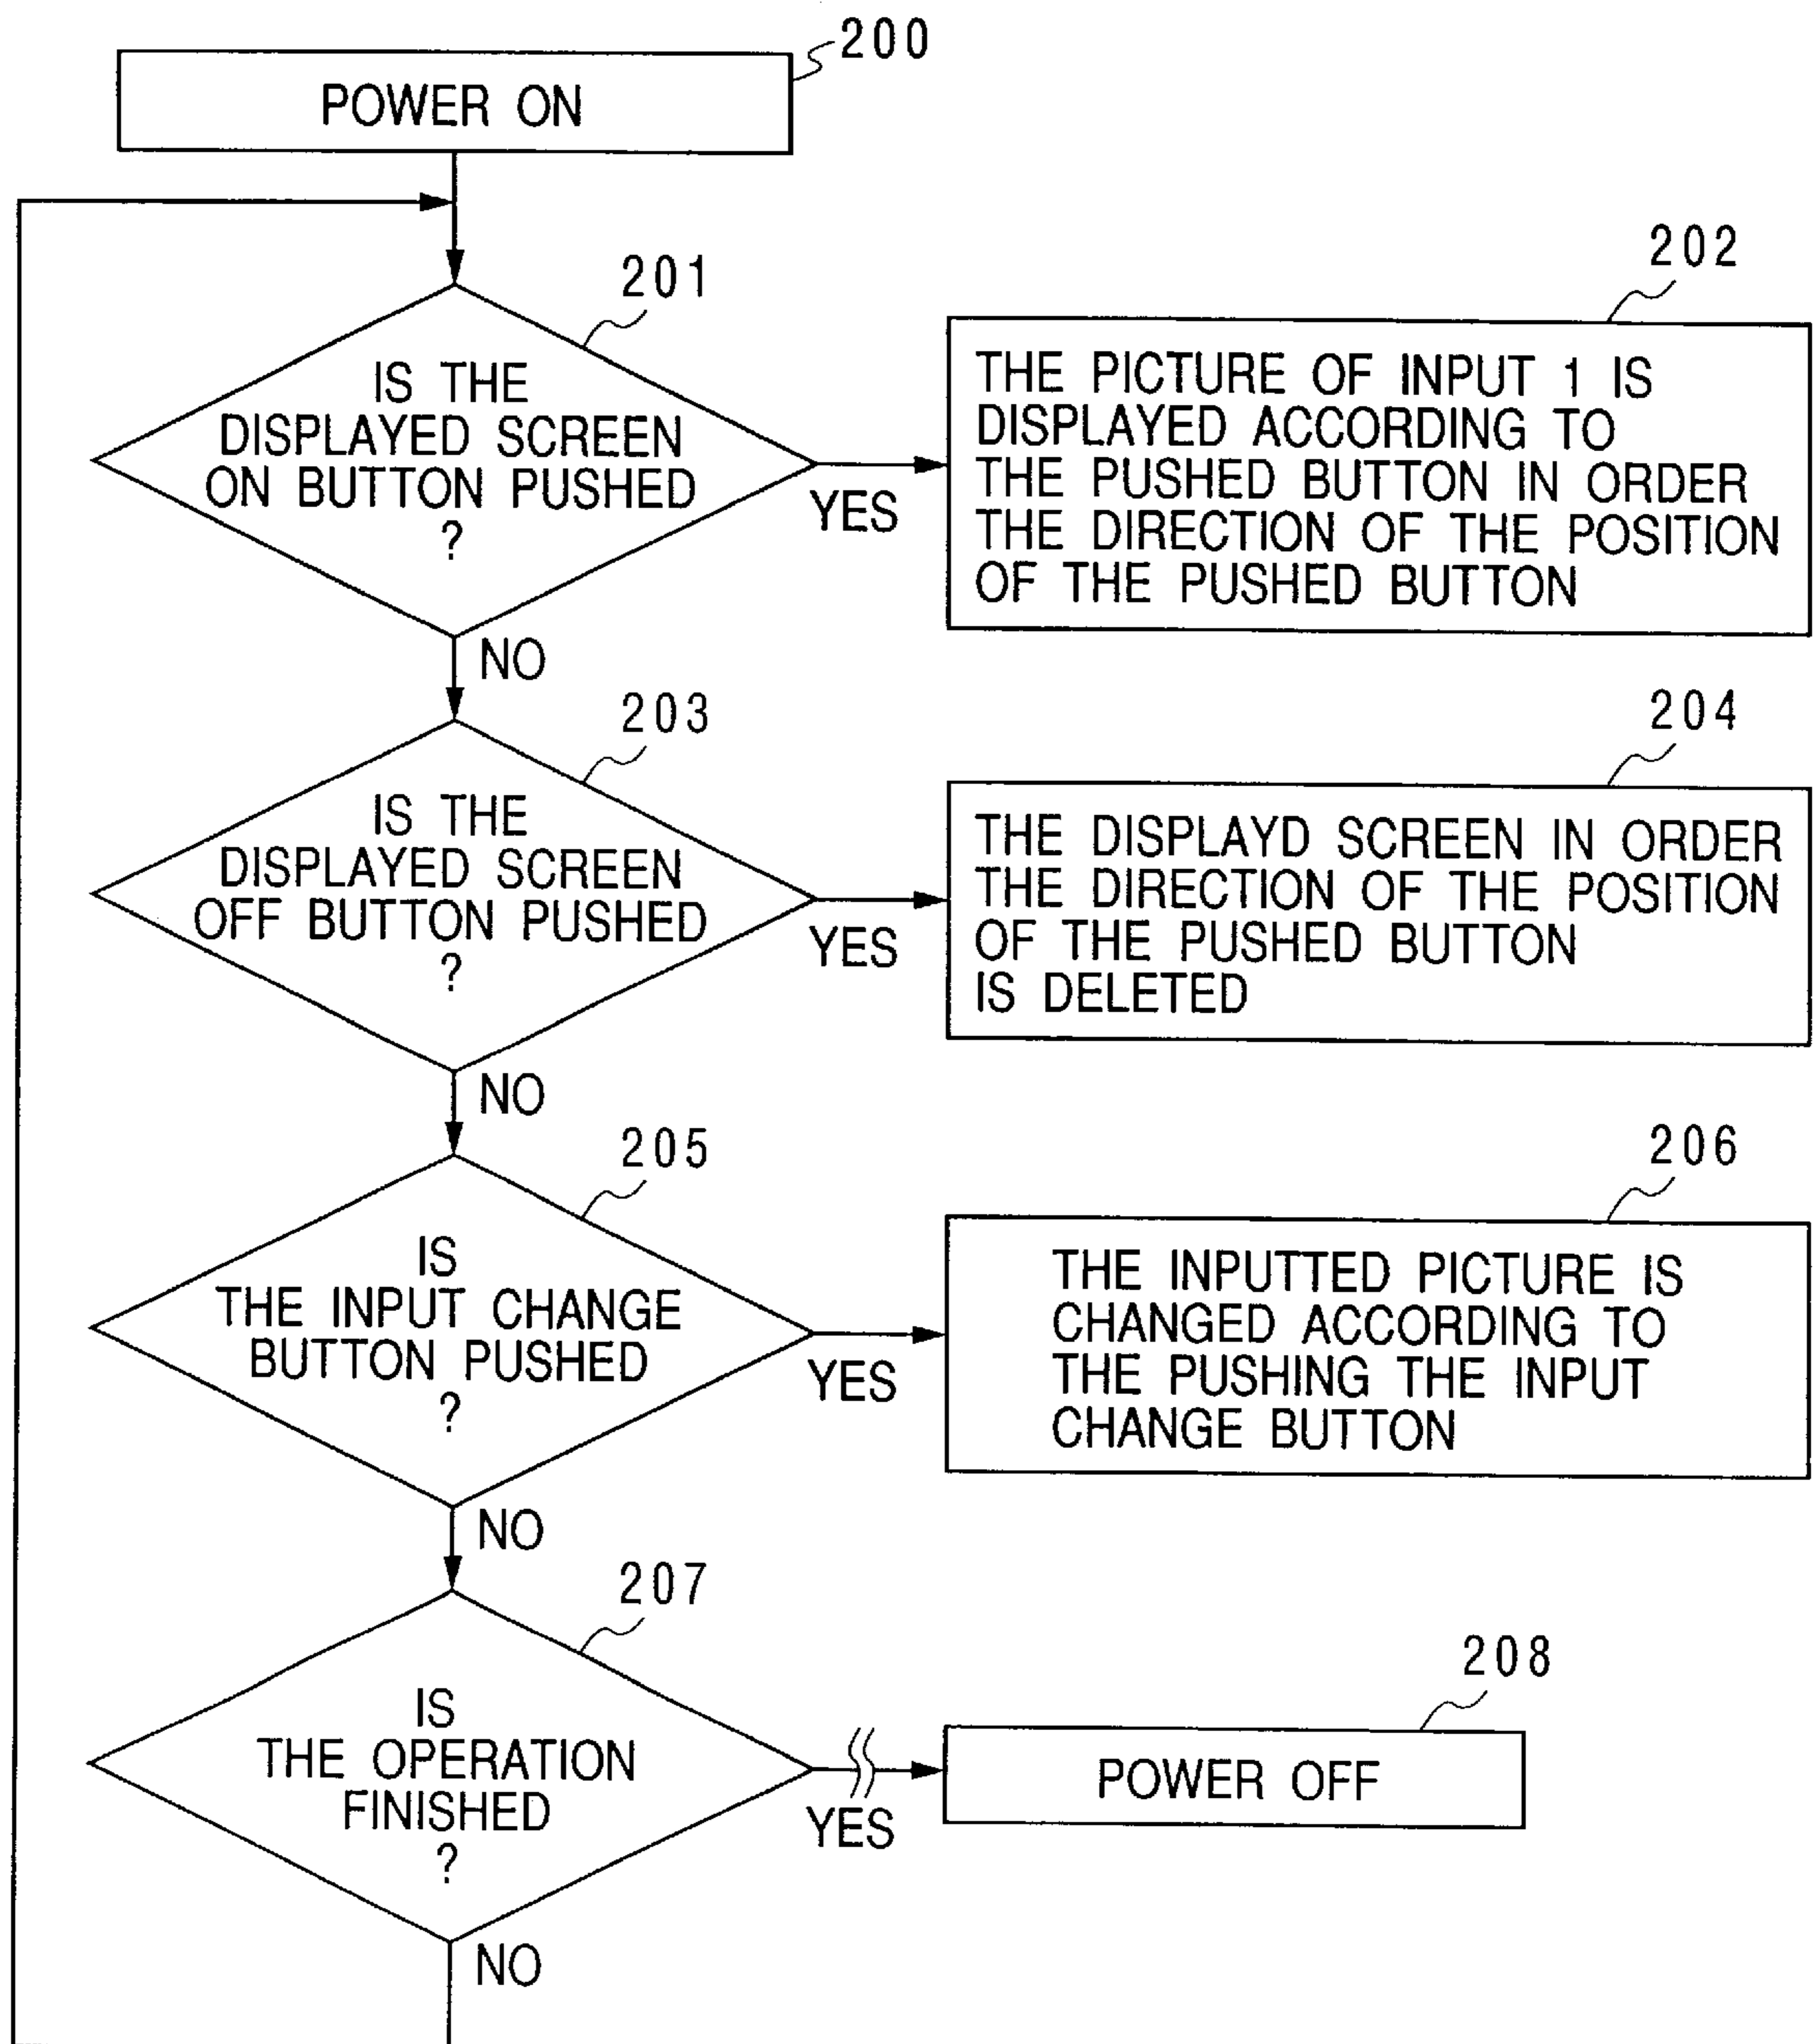 200
POWER ON
201
IS THE
DISPLAYED SCREEN
ON BUTTON PUSHED
?
YES
NO
202
THE PICTURE OF INPUT 1 IS
DISPLAYED ACCORDING TO
THE PUSHED BUTTON IN ORDER
THE DIRECTION OF THE POSITION
OF THE PUSHED BUTTON
203
IS THE
DISPLAYED SCREEN
OFF BUTTON PUSHED
?
YES
NO
204
THE DISPLAYD SCREEN IN ORDER
THE DIRECTION OF THE POSITION
OF THE PUSHED BUTTON
IS DELETED
205
IS
THE INPUT CHANGE
BUTTON PUSHED
?
YES
NO
206
THE INPUTTED PICTURE IS
CHANGED ACCORDING TO
THE PUSHING THE INPUT
CHANGE BUTTON
207
IS
THE OPERATION
FINISHED
?
YES
NO
208
POWER OFF